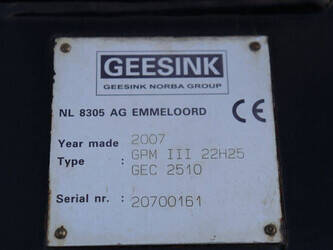 GEESINK
GEESINK NORBA GROUP
NL 8305 AG EMMELOORD CE
Year made 2007
Type : GPM III 22H25
GEC 2510
Serial nr. : 20700161